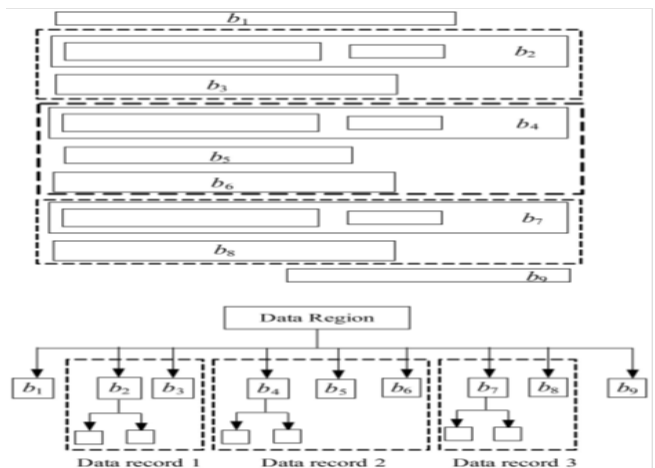 b₁
b₂
b₃
b₄
b₅
b₆
b₇
b₈
b₉
Data Region
b₁ b₂ b₃ b₄ b₅ b₆ b₇ b₈ b₉
Data record 1 Data record 2 Data record 3